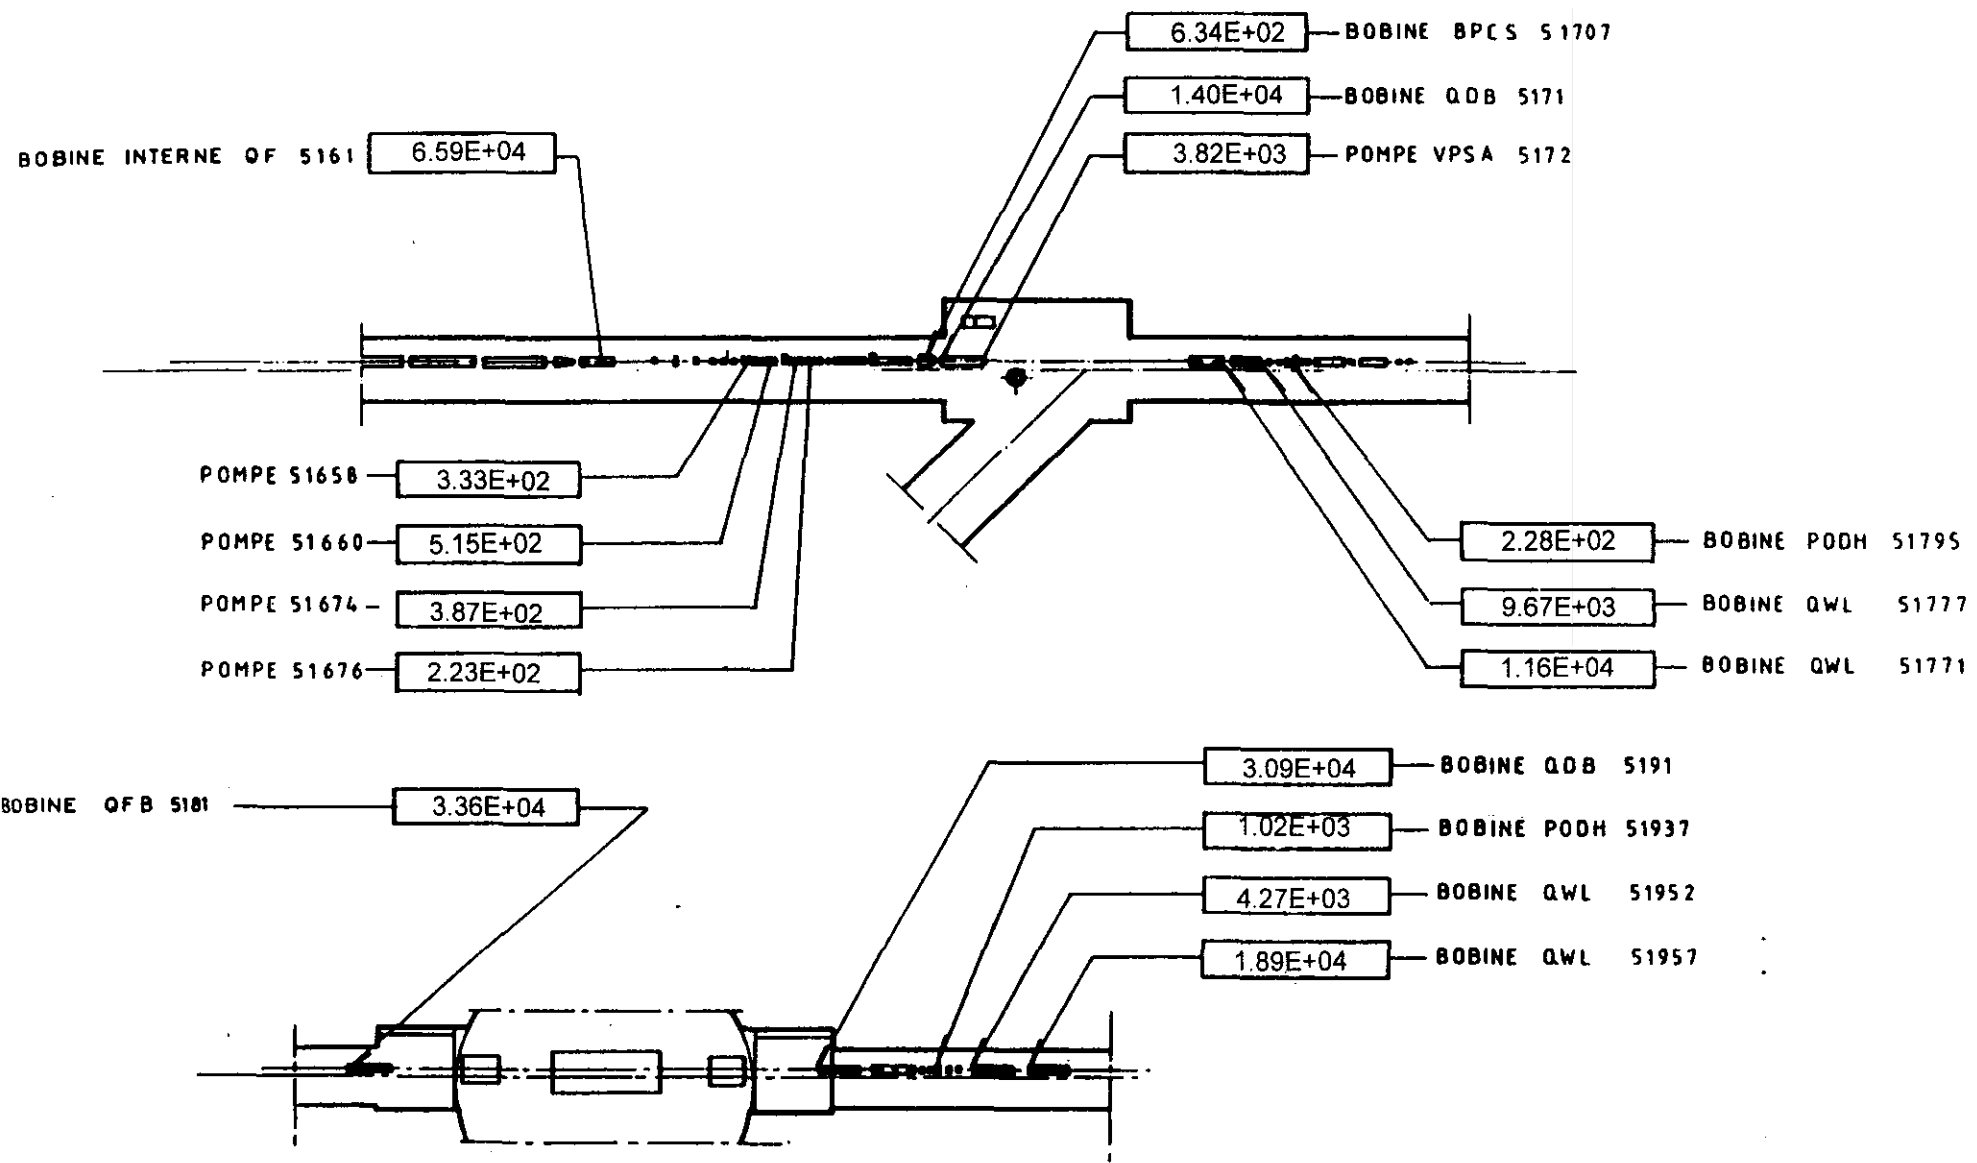 6.34E+02 BOBINE BPCS 51707
1.40E+04 BOBINE QDB 5171
BOBINE INTERNE QF 5161 6.59E+04
3.82E+03 POMPE VPSA 5172
POMPE 51658 3.33E+02
POMPE 51660 5.15E+02
2.28E+02 BOBINE PODH 51795
POMPE 51674 3.87E+02
9.67E+03 BOBINE QWL 51777
POMPE 51676 2.23E+02
1.16E+04 BOBINE QWL 51771
3.09E+04 BOBINE QDB 5191
BOBINE QFB 5181 3.36E+04
1.02E+03 BOBINE PODH 51937
4.27E+03 BOBINE QWL 51952
1.89E+04 BOBINE QWL 51957